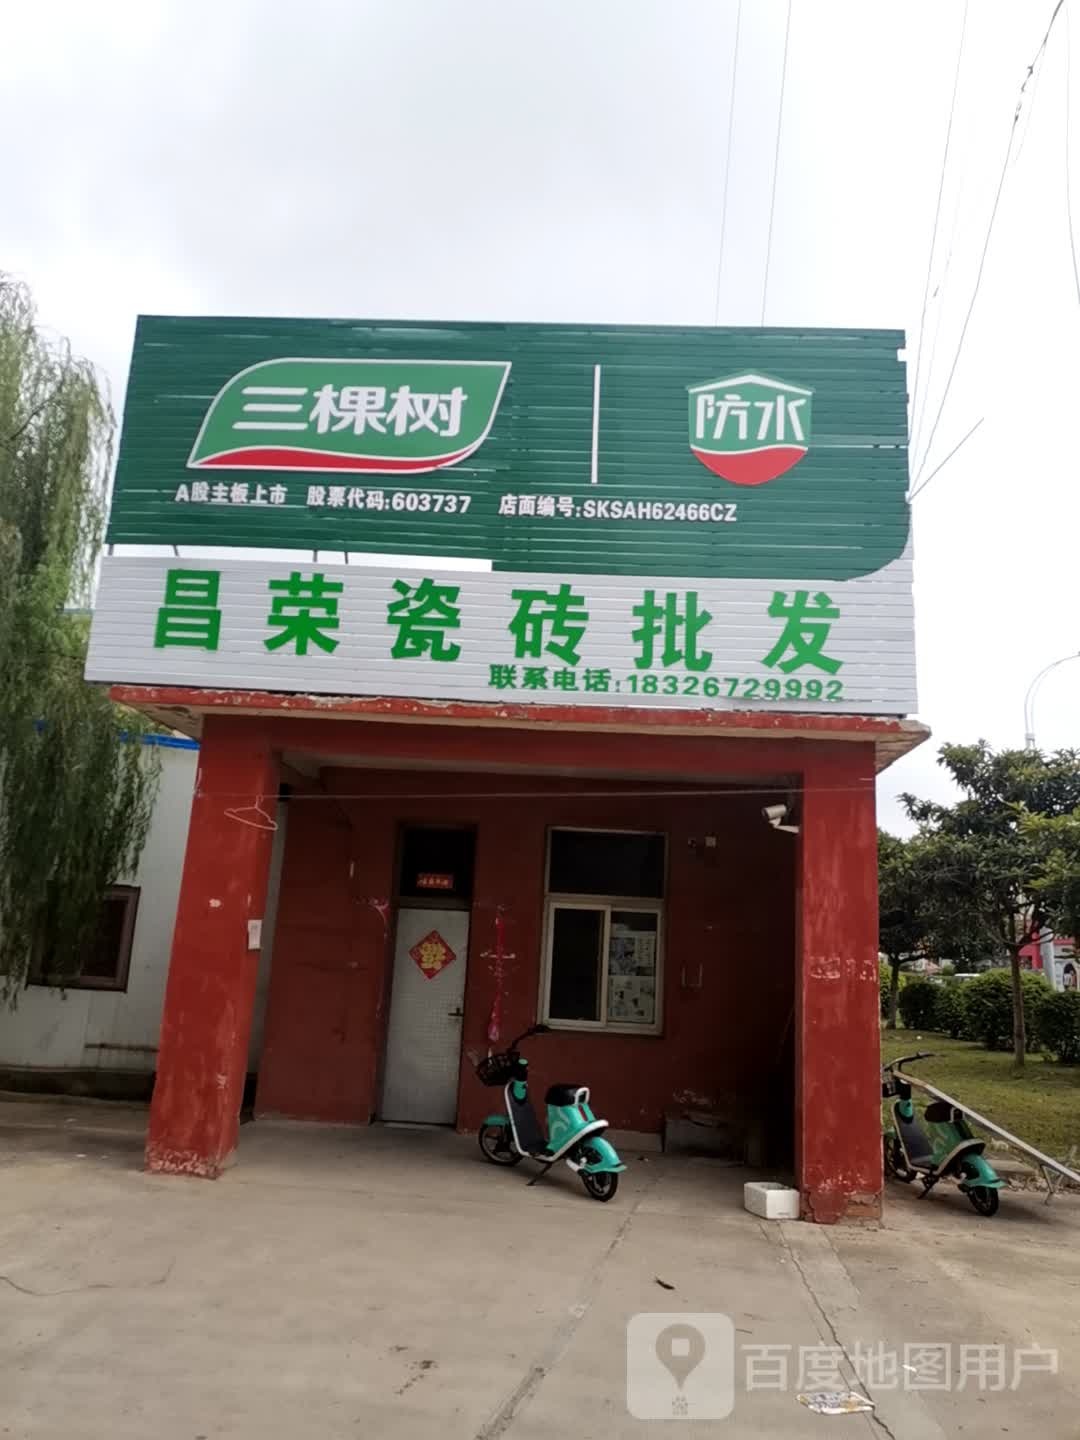 三棵树
防水
A股主板上市 股票代码:603737 店面编号:SKSAH62466CZ
昌荣瓷砖批发
联系电话:18326729992
百度地图用户